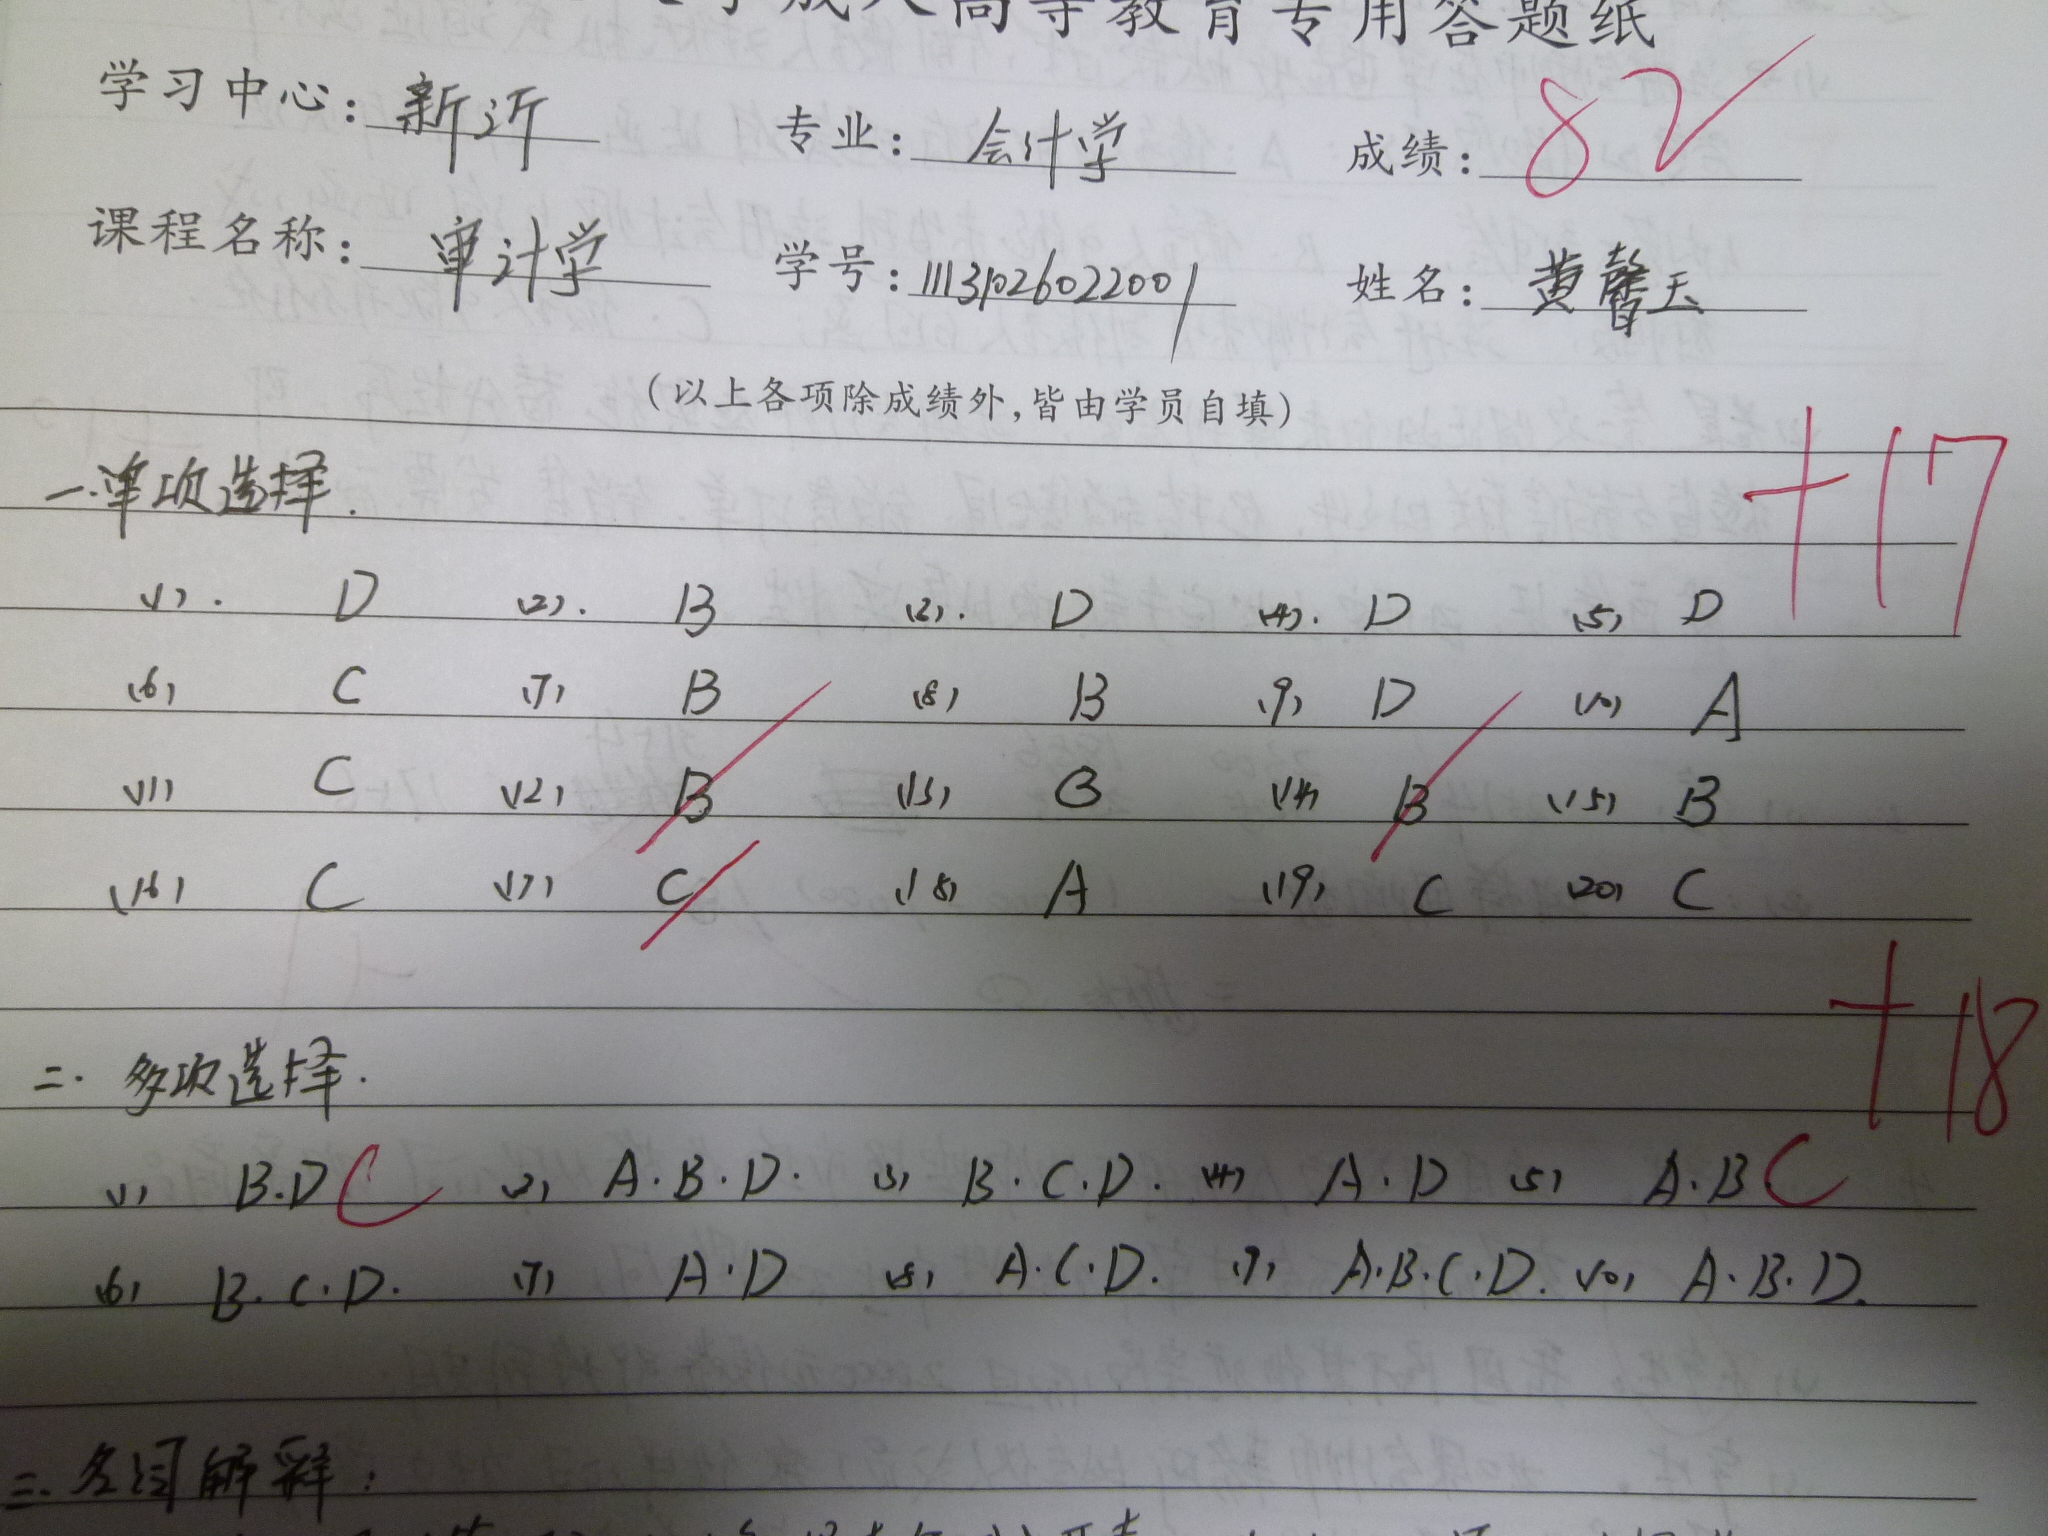 成人高等教育专用答题纸
学习中心: 新沂 专业: 会计学 成绩: 82
课程名称: 审计学 学号: 11131026022001 姓名: 黄馨天
(以上各项除成绩外,皆由学员自填)
一.单项选择. +17
(1). D (2). B (3). D (4). D (5) D
(6) C (7) B (8) B (9) D (10) A
(11) C (12) B (13) B (14) B (15) B
(16) C (17) C (18) A (19) C (20) C
+18
二. 多项选择.
(1) B.D C (2) A.B.D. (3) B.C.D. (4) A.D (5) A.B. C
(6) B.C.D. (7) A.D (8) A.C.D. (9) A.B.C.D. (10) A.B.D.
三. 名词解释: